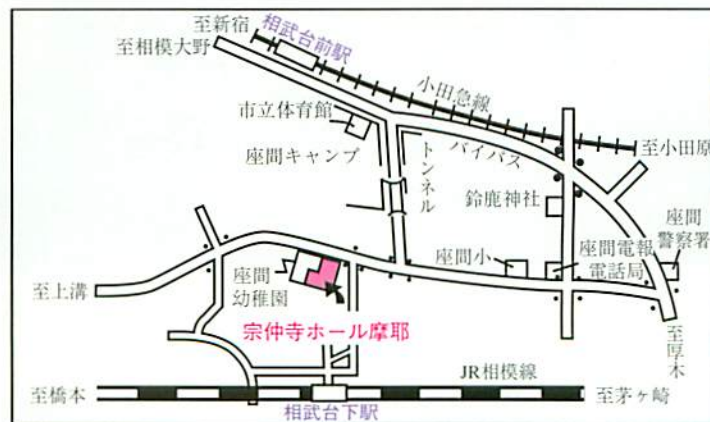 至新宿
至相模大野
相武台前駅
小田急線
市立体育館
座間キャンプ
トンネル
バイパス
至小田原
鈴鹿神社
座間
警察署
座間小
座間電報
電話局
座間
幼稚園
至上溝
宗仲寺ホール摩耶
至厚木
JR相模線
至橋本
至茅ヶ崎
相武台下駅